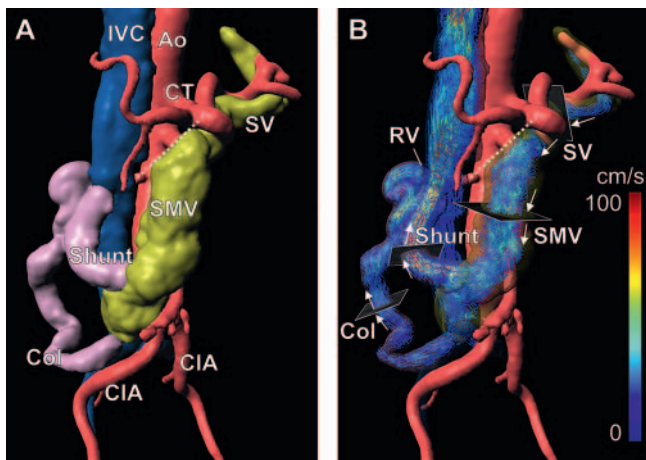 A
IVC
Ao
CT
SV
SMV
Shunt
Col
CIA
CIA
B
RV
SV
cm/s
100
Shunt
SMV
Col
0